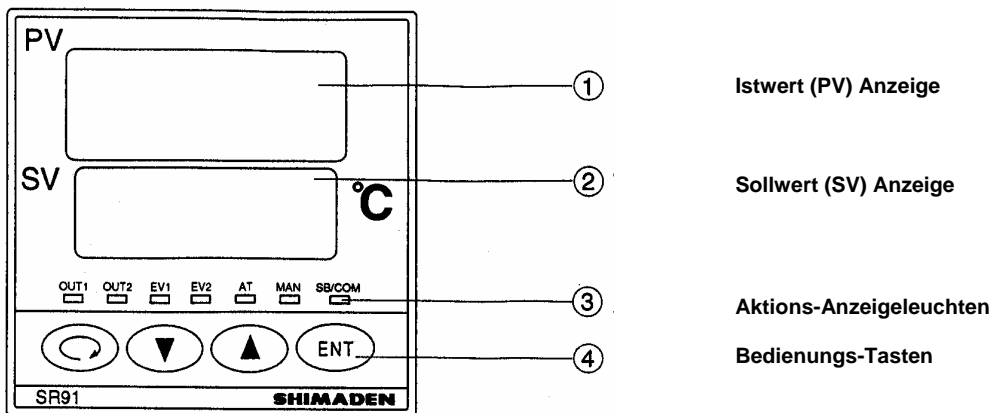 PV
① Istwert (PV) Anzeige
SV
② Sollwert (SV) Anzeige
°C
OUT1 OUT2 EV1 EV2 AT MAN SB/COM
③ Aktions-Anzeigeleuchten
ENT
④ Bedienungs-Tasten
SR91 SHIMADEN